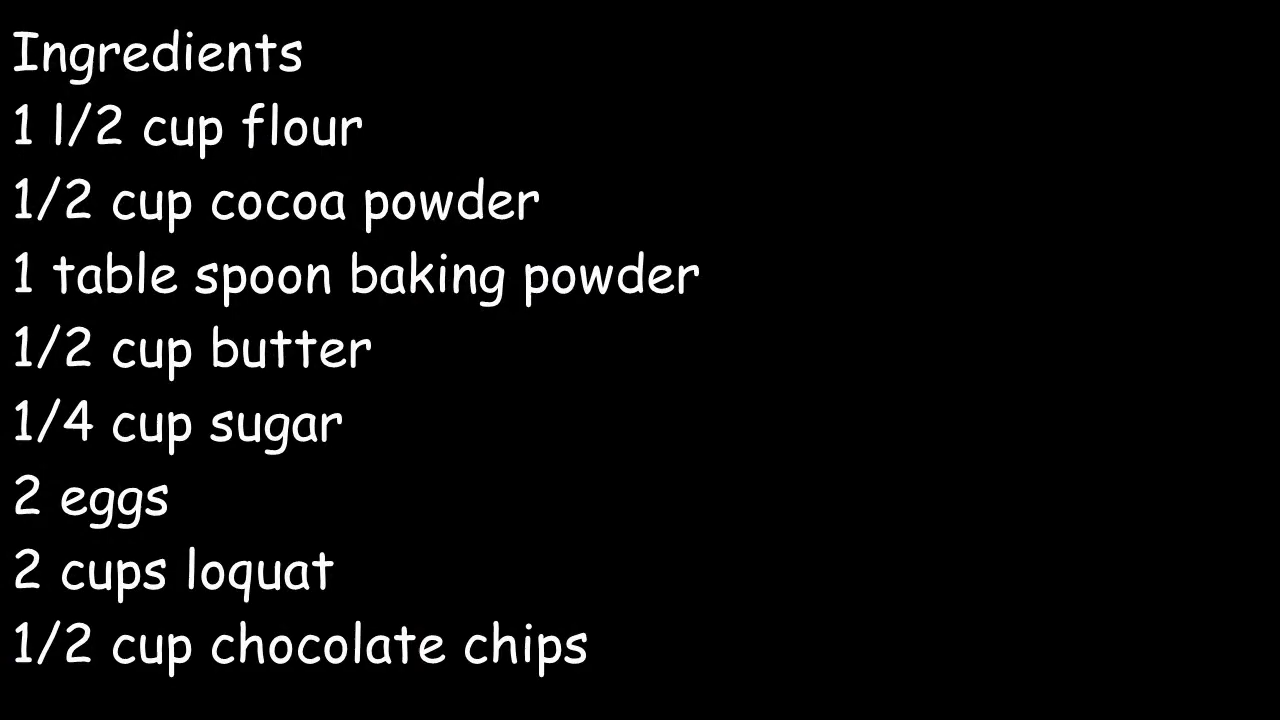 Ingredients
1 l/2 cup flour
1/2 cup cocoa powder
1 table spoon baking powder
1/2 cup butter
1/4 cup sugar
2 eggs
2 cups loquat
1/2 cup chocolate chips